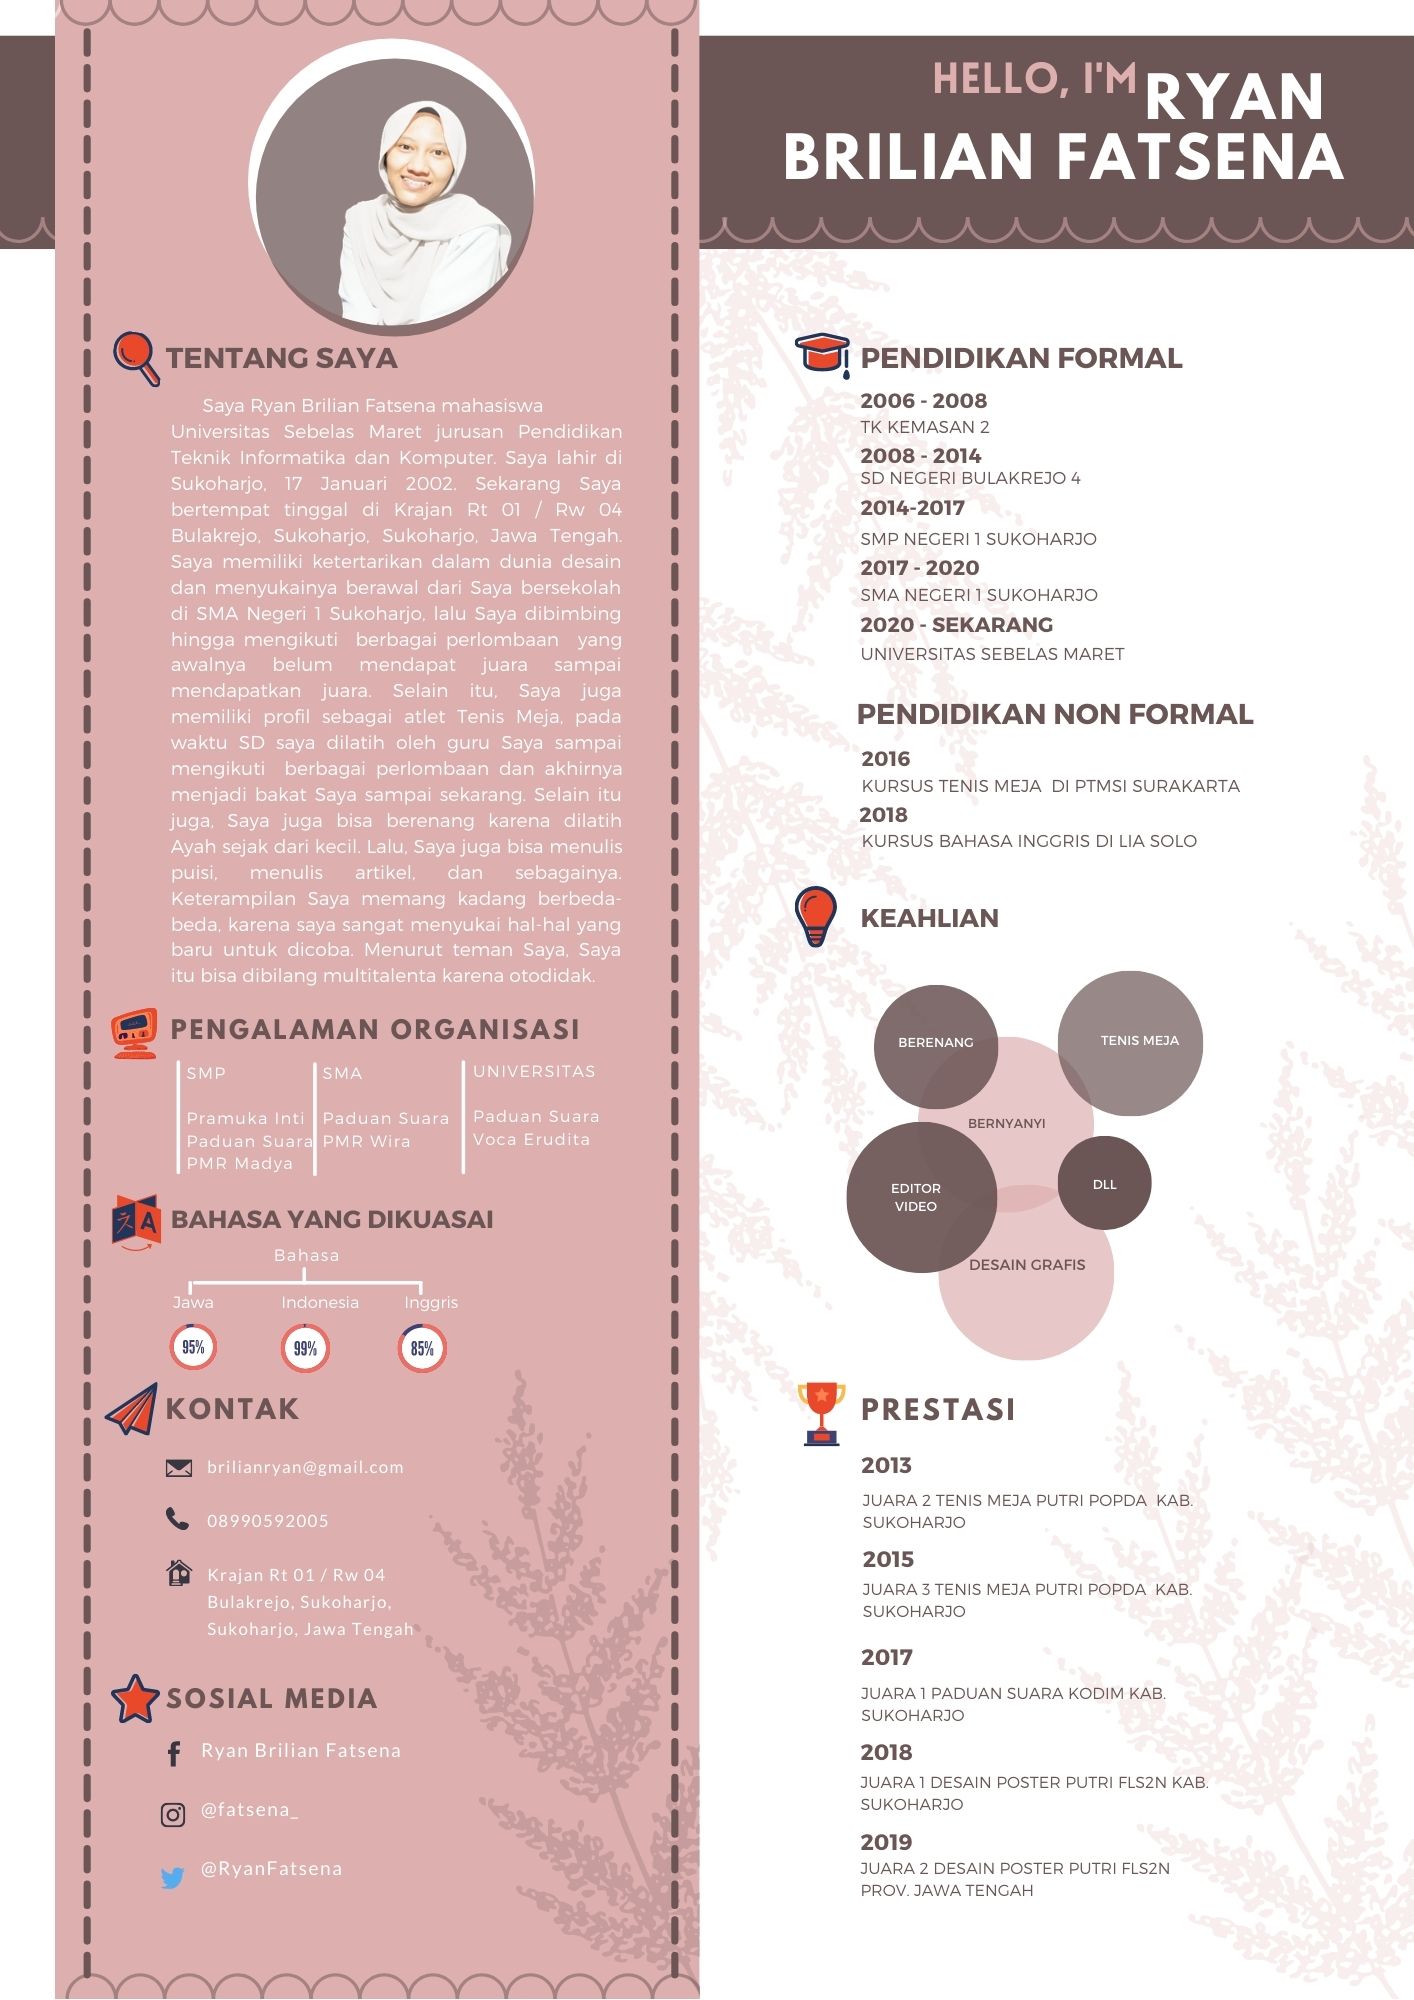 HELLO, I'M RYAN
BRILIAN FATSENA
TENTANG SAYA
Saya Ryan Brilian Fatsena mahasiswa
Universitas Sebelas Maret jurusan Pendidikan
Teknik Informatika dan Komputer. Saya lahir di
Sukoharjo, 17 Januari 2002. Sekarang Saya
bertempat tinggal di Krajan Rt 01 / Rw 04
Bulakrejo, Sukoharjo, Sukoharjo, Jawa Tengah.
Saya memiliki ketertarikan dalam dunia desain
dan menyukainya berawal dari Saya bersekolah
di SMA Negeri 1 Sukoharjo, lalu Saya dibimbing
hingga mengikuti berbagai perlombaan yang
awalnya belum mendapat juara sampai
mendapatkan juara. Selain itu, Saya juga
memiliki profil sebagai atlet Tenis Meja, pada
waktu SD saya dilatih oleh guru Saya sampai
mengikuti berbagai perlombaan dan akhirnya
menjadi bakat Saya sampai sekarang. Selain itu
juga, Saya juga bisa berenang karena dilatih
Ayah sejak dari kecil. Lalu, Saya juga bisa menulis
puisi, menulis artikel, dan sebagainya.
Keterampilan Saya memang kadang berbeda-
beda, karena saya sangat menyukai hal-hal yang
baru untuk dicoba. Menurut teman Saya, Saya
itu bisa dibilang multitalenta karena otodidak.
PENGALAMAN ORGANISASI
SMP
Pramuka Inti
Paduan Suara
PMR Madya
SMA
Paduan Suara
PMR Wira
UNIVERSITAS
Paduan Suara
Voca Erudita
BAHASA YANG DIKUASAI
Bahasa
Jawa Indonesia Inggris
95% 99% 85%
KONTAK
brilianryan@gmail.com
08990592005
Krajan Rt 01 / Rw 04
Bulakrejo, Sukoharjo,
Sukoharjo, Jawa Tengah
SOSIAL MEDIA
Ryan Brilian Fatsena
@fatsena_
@RyanFatsena
PENDIDIKAN FORMAL
2006 - 2008
TK KEMASAN 2
2008 - 2014
SD NEGERI BULAKREJO 4
2014-2017
SMP NEGERI 1 SUKOHARJO
2017 - 2020
SMA NEGERI 1 SUKOHARJO
2020 - SEKARANG
UNIVERSITAS SEBELAS MARET
PENDIDIKAN NON FORMAL
2016
KURSUS TENIS MEJA DI PTMSI SURAKARTA
2018
KURSUS BAHASA INGGRIS DI LIA SOLO
KEAHLIAN
BERENANG
TENIS MEJA
BERNYANYI
EDITOR
VIDEO
DLL
DESAIN GRAFIS
PRESTASI
2013
JUARA 2 TENIS MEJA PUTRI POPDA KAB.
SUKOHARJO
2015
JUARA 3 TENIS MEJA PUTRI POPDA KAB.
SUKOHARJO
2017
JUARA 1 PADUAN SUARA KODIM KAB.
SUKOHARJO
2018
JUARA 1 DESAIN POSTER PUTRI FLS2N KAB.
SUKOHARJO
2019
JUARA 2 DESAIN POSTER PUTRI FLS2N
PROV. JAWA TENGAH